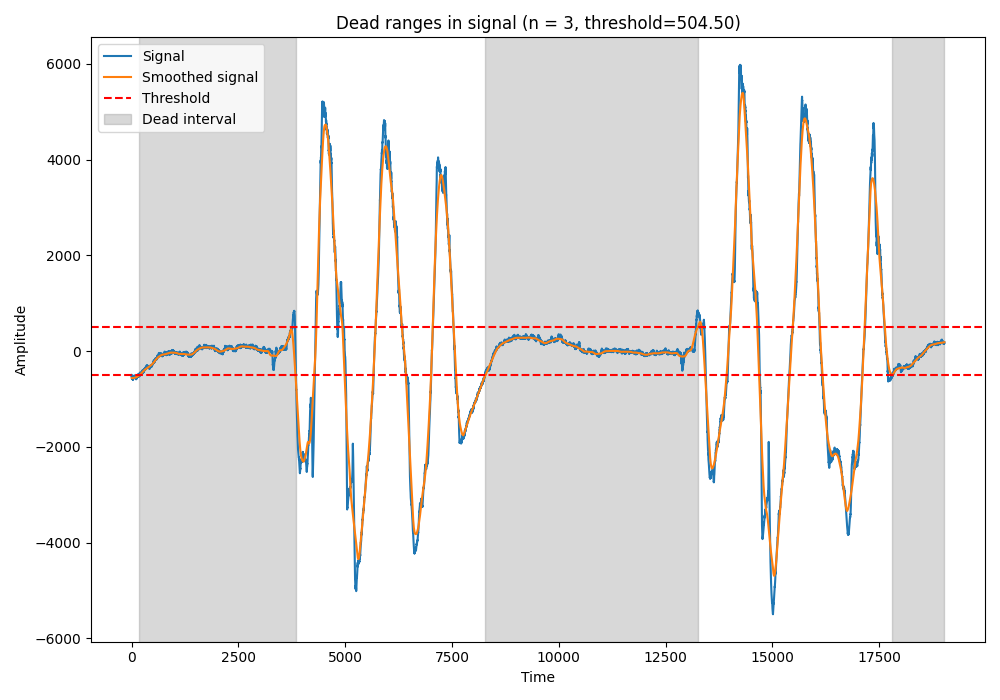 Dead ranges in signal (n = 3, threshold=504.50)
Signal
Smoothed signal
Threshold
Dead interval
Amplitude
6000
4000
2000
0
−2000
−4000
−6000
0 2500 5000 7500 10000 12500 15000 17500
Time